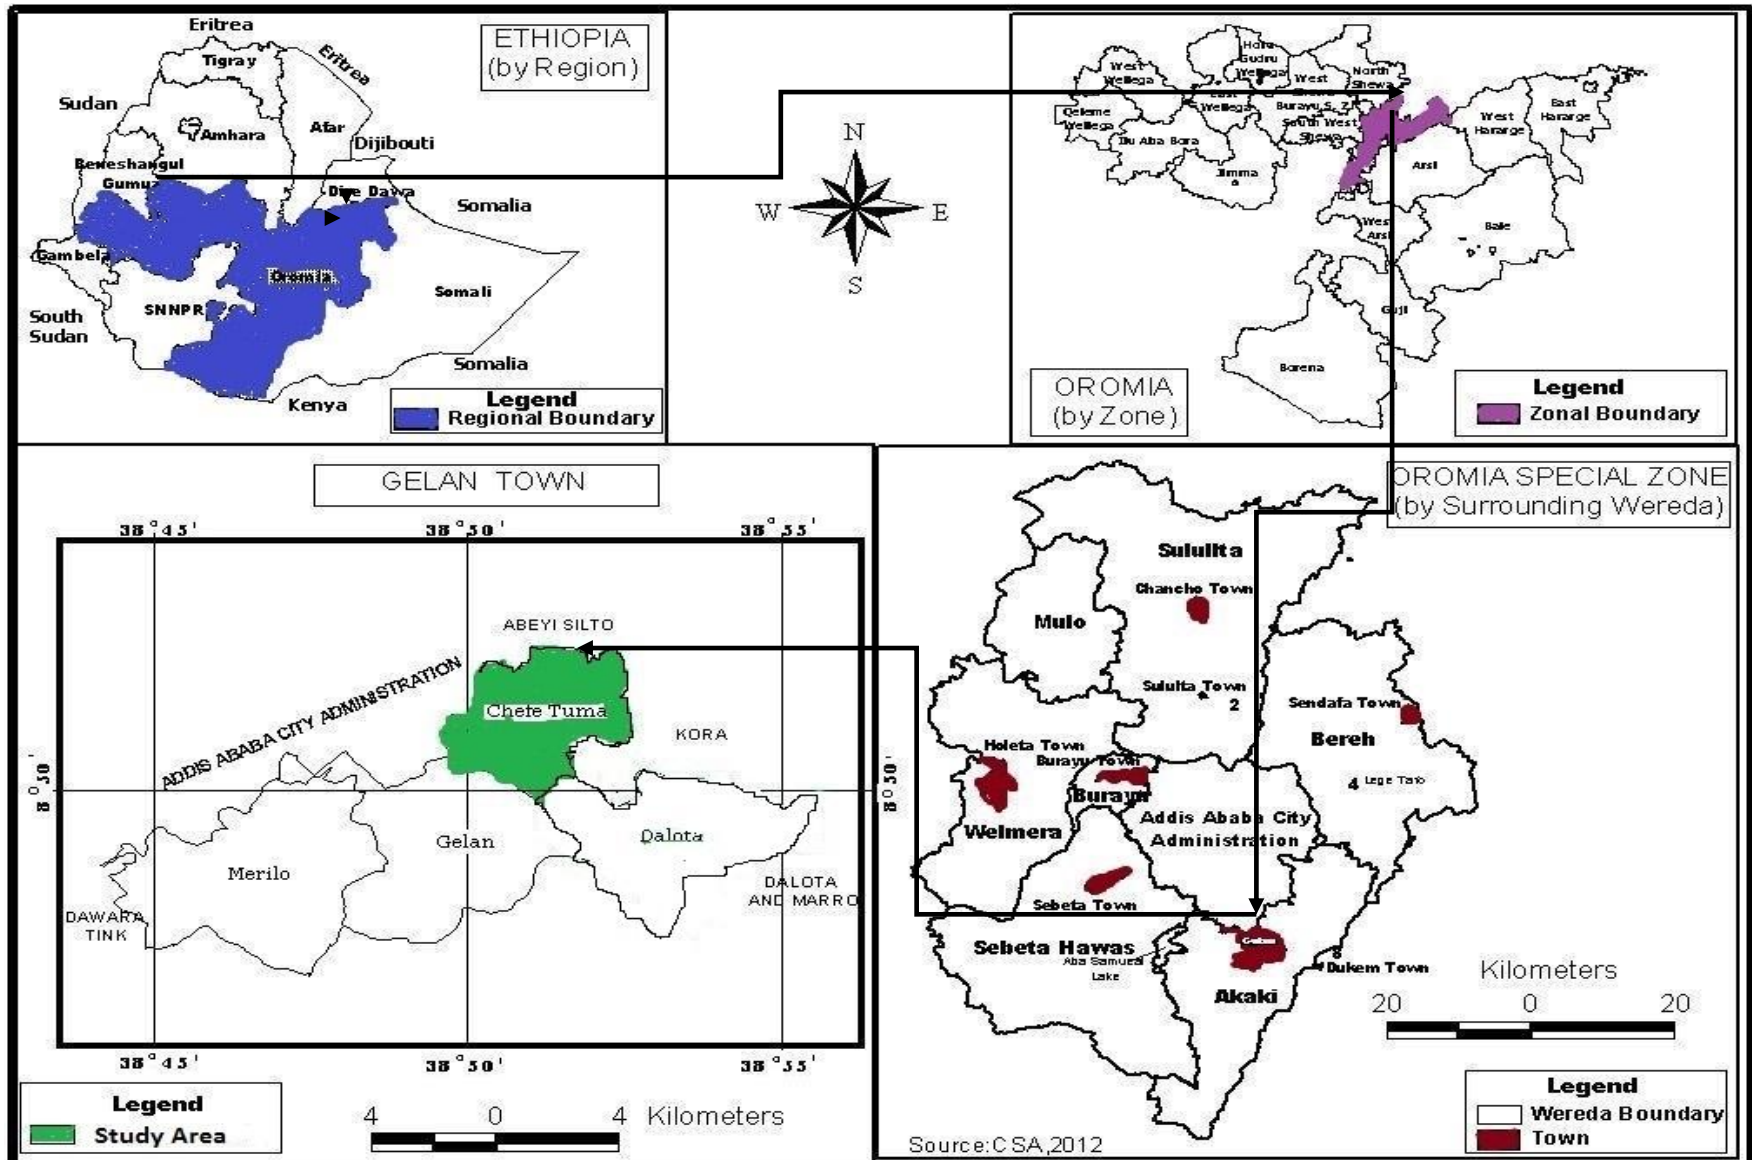 ETHIOPIA
(by Region)
Eritrea
Tigray
Eritrea
Sudan
Amhara
Afar
Dijibouti
Beneshangul
Gumuz
Dire Dawa
Somalia
Gambela
Oromia
Somali
SNNPR
South
Sudan
Somalia
Kenya
Legend
Regional Boundary
N
W
E
S
West
Wellega
Horo
Gudru
Wellega
West
North
Shewa
East
Wellega
Qeleme
Wellega
Burayu S. Z
South West
Shewa
Ilu Aba Bora
Jimma
West
Hararge
East
Hararge
Arsi
West
Arsi
Bale
Guji
Borena
OROMIA
(by Zone)
Legend
Zonal Boundary
GELAN TOWN
38°45'
38°50'
38°55'
ABEYI SILTO
ADDIS ABABA CITY ADMINISTRATION
Chefe Tuma
KORA
8°50'
8°50'
Gelan
Qalota
Merilo
DALOTA
AND MARRO
DAWARA
TINK
38°45'
38°50'
38°55'
Legend
Study Area
4 0 4 Kilometers
OROMIA SPECIAL ZONE
(by Surrounding Wereda)
Sululta
Chancho Town
Mulo
Sululta Town
2
Sendafa Town
Bereh
Holeta Town
Burayu Town
4
Burayu
Addis Ababa City
Administration
Welmera
Sebeta Town
Sebeta Hawas
Gelan
Aba Samueal
Lake
Dukem Town
Akaki
Kilometers
20 0 20
Legend
Wereda Boundary
Town
Source:CSA,2012